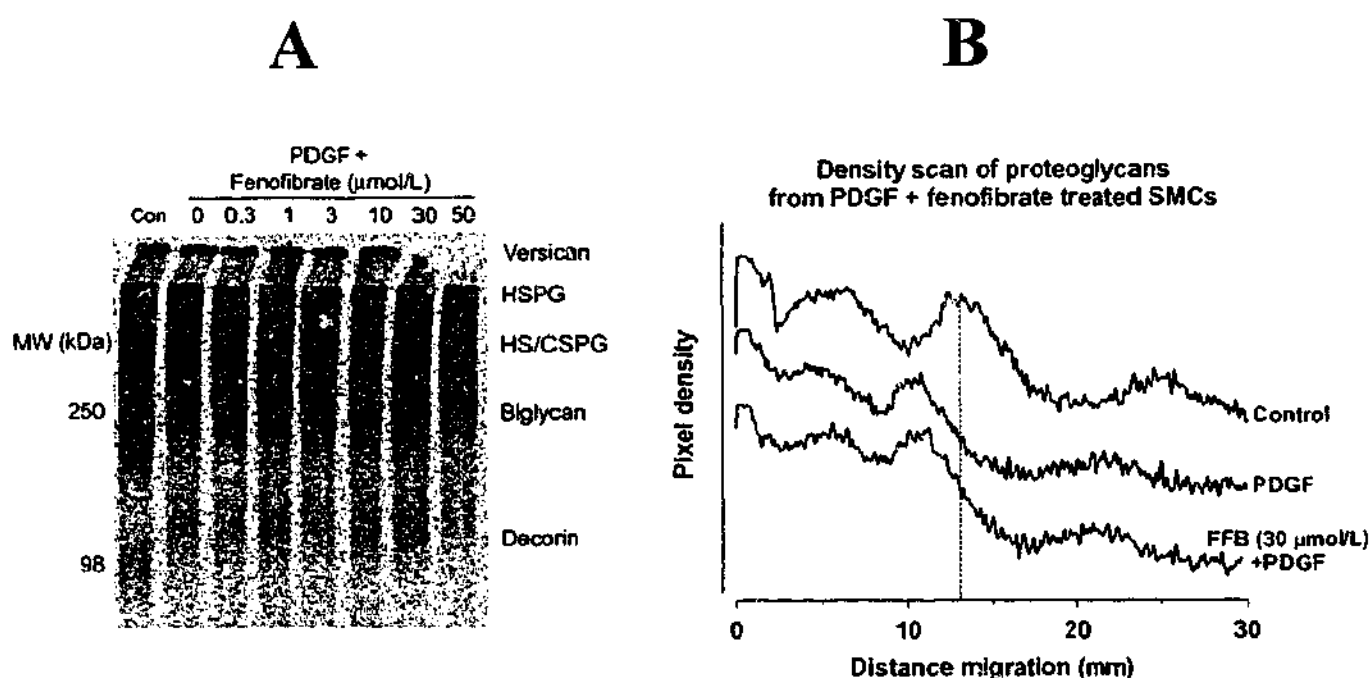 A
PDGF +
Fenofibrate (μmol/L)
Con 0 0.3 1 3 10 30 50
Versican
HSPG
MW (kDa)
HS/CSPG
250
Biglycan
Decorin
98
B
Density scan of proteoglycans
from PDGF + fenofibrate treated SMCs
Pixel density
Control
PDGF
FFB (30 μmol/L)
+PDGF
0 10 20 30
Distance migration (mm)